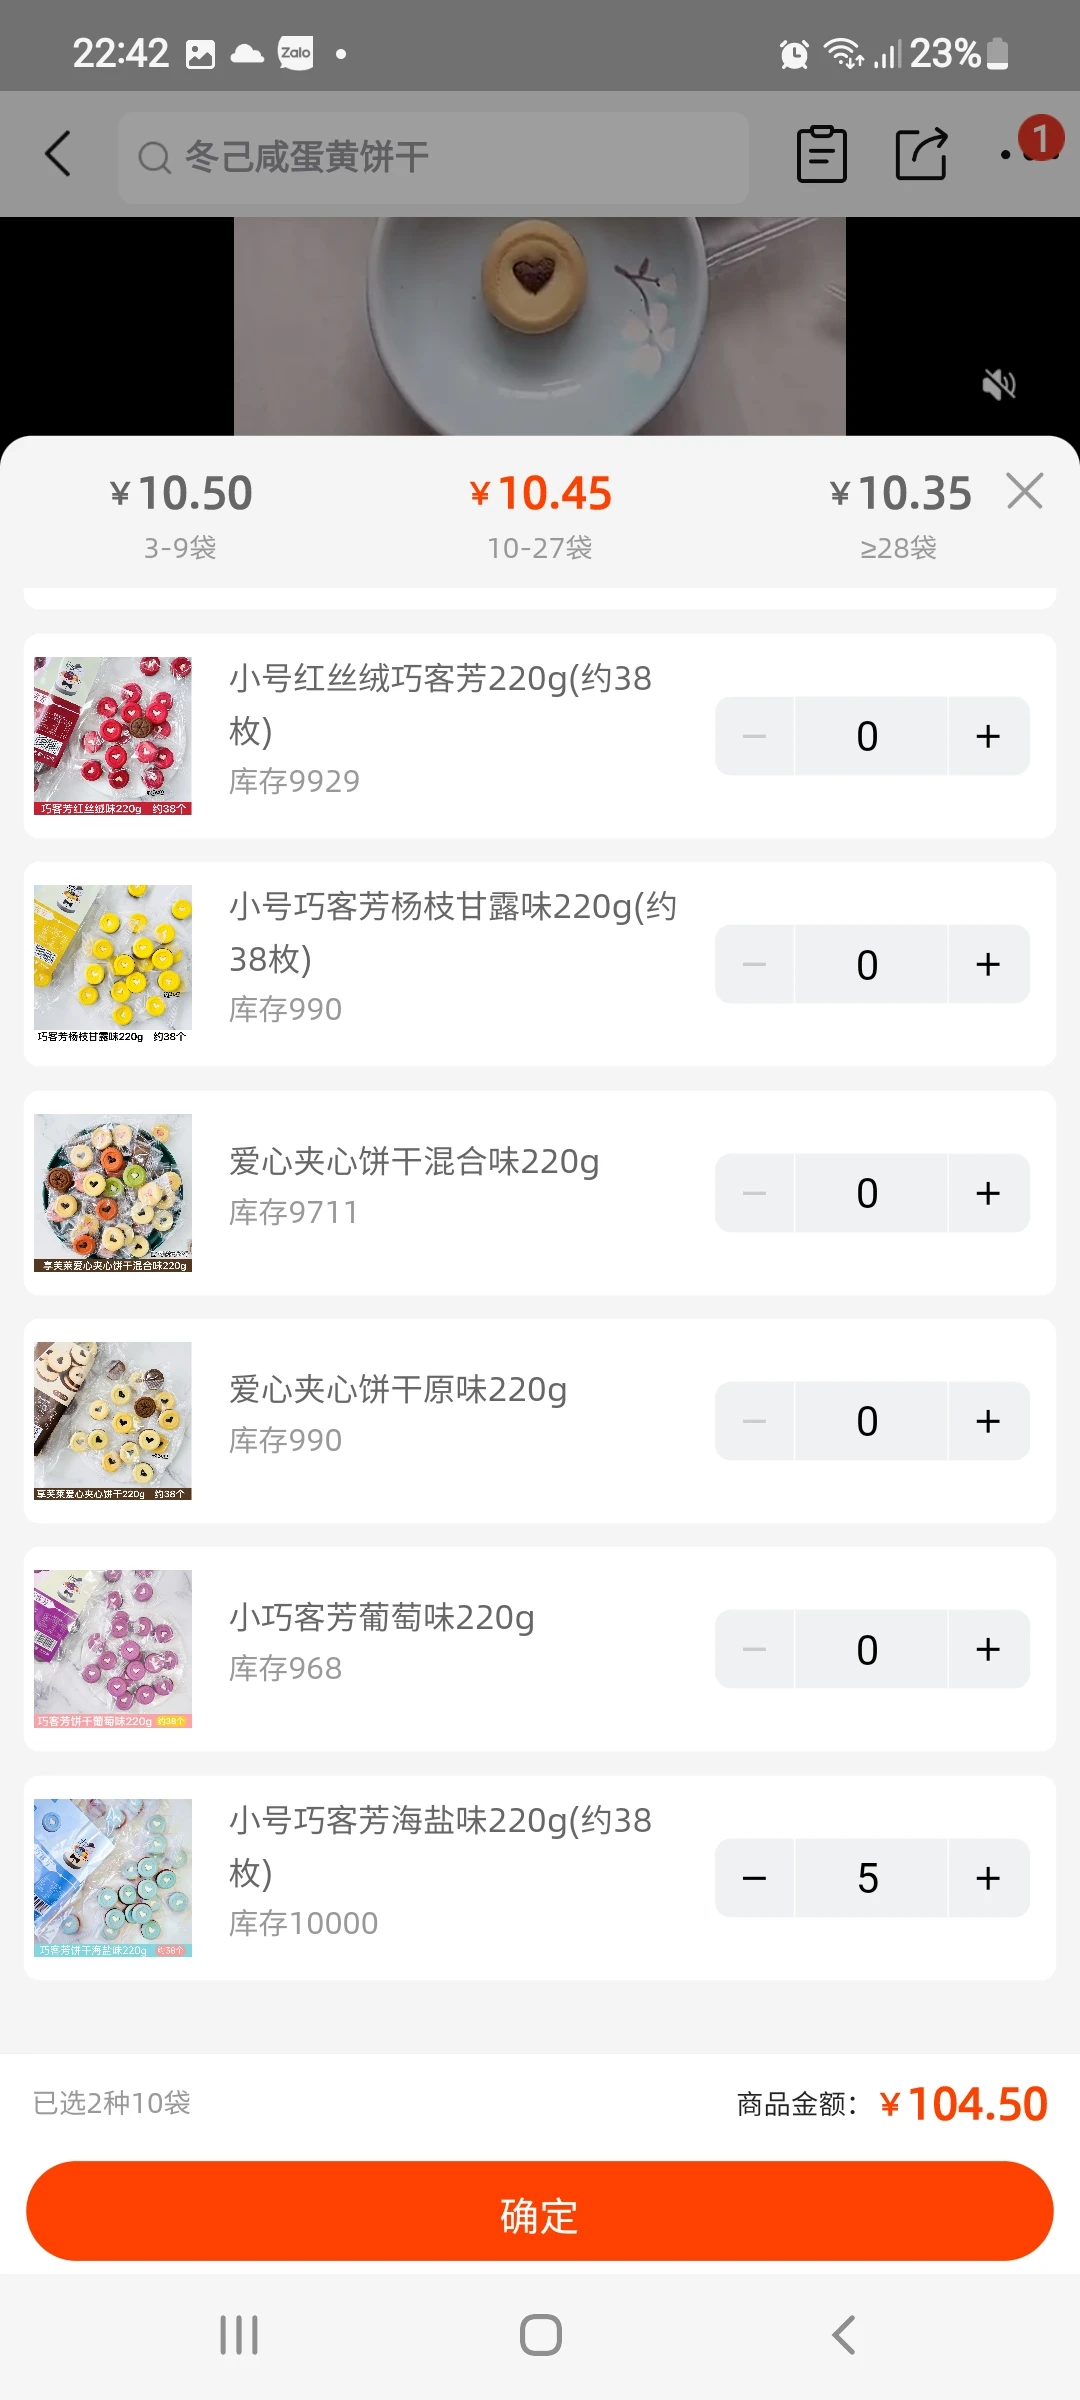 22:42 Zalo 23%
冬己咸蛋黄饼干
1
¥10.50 ¥10.45 ¥10.35
3-9袋 10-27袋 ≥28袋
小号红丝绒巧客芳220g(约38
枚)
库存9929
0
巧客芳红丝绒味220g 约38个
小号巧客芳杨枝甘露味220g(约
38枚)
库存990
0
巧客芳杨枝甘露味220g 约38个
爱心夹心饼干混合味220g
库存9711
0
享芙莱爱心夹心饼干混合味220g
爱心夹心饼干原味220g
库存990
0
享芙莱爱心夹心饼干220g 约38个
小巧客芳葡萄味220g
库存968
0
巧客芳饼干葡萄味220g 约38个
小号巧客芳海盐味220g(约38
枚)
库存10000
5
巧客芳饼干海盐味220g 约38个
已选2种10袋
商品金额：¥104.50
确定